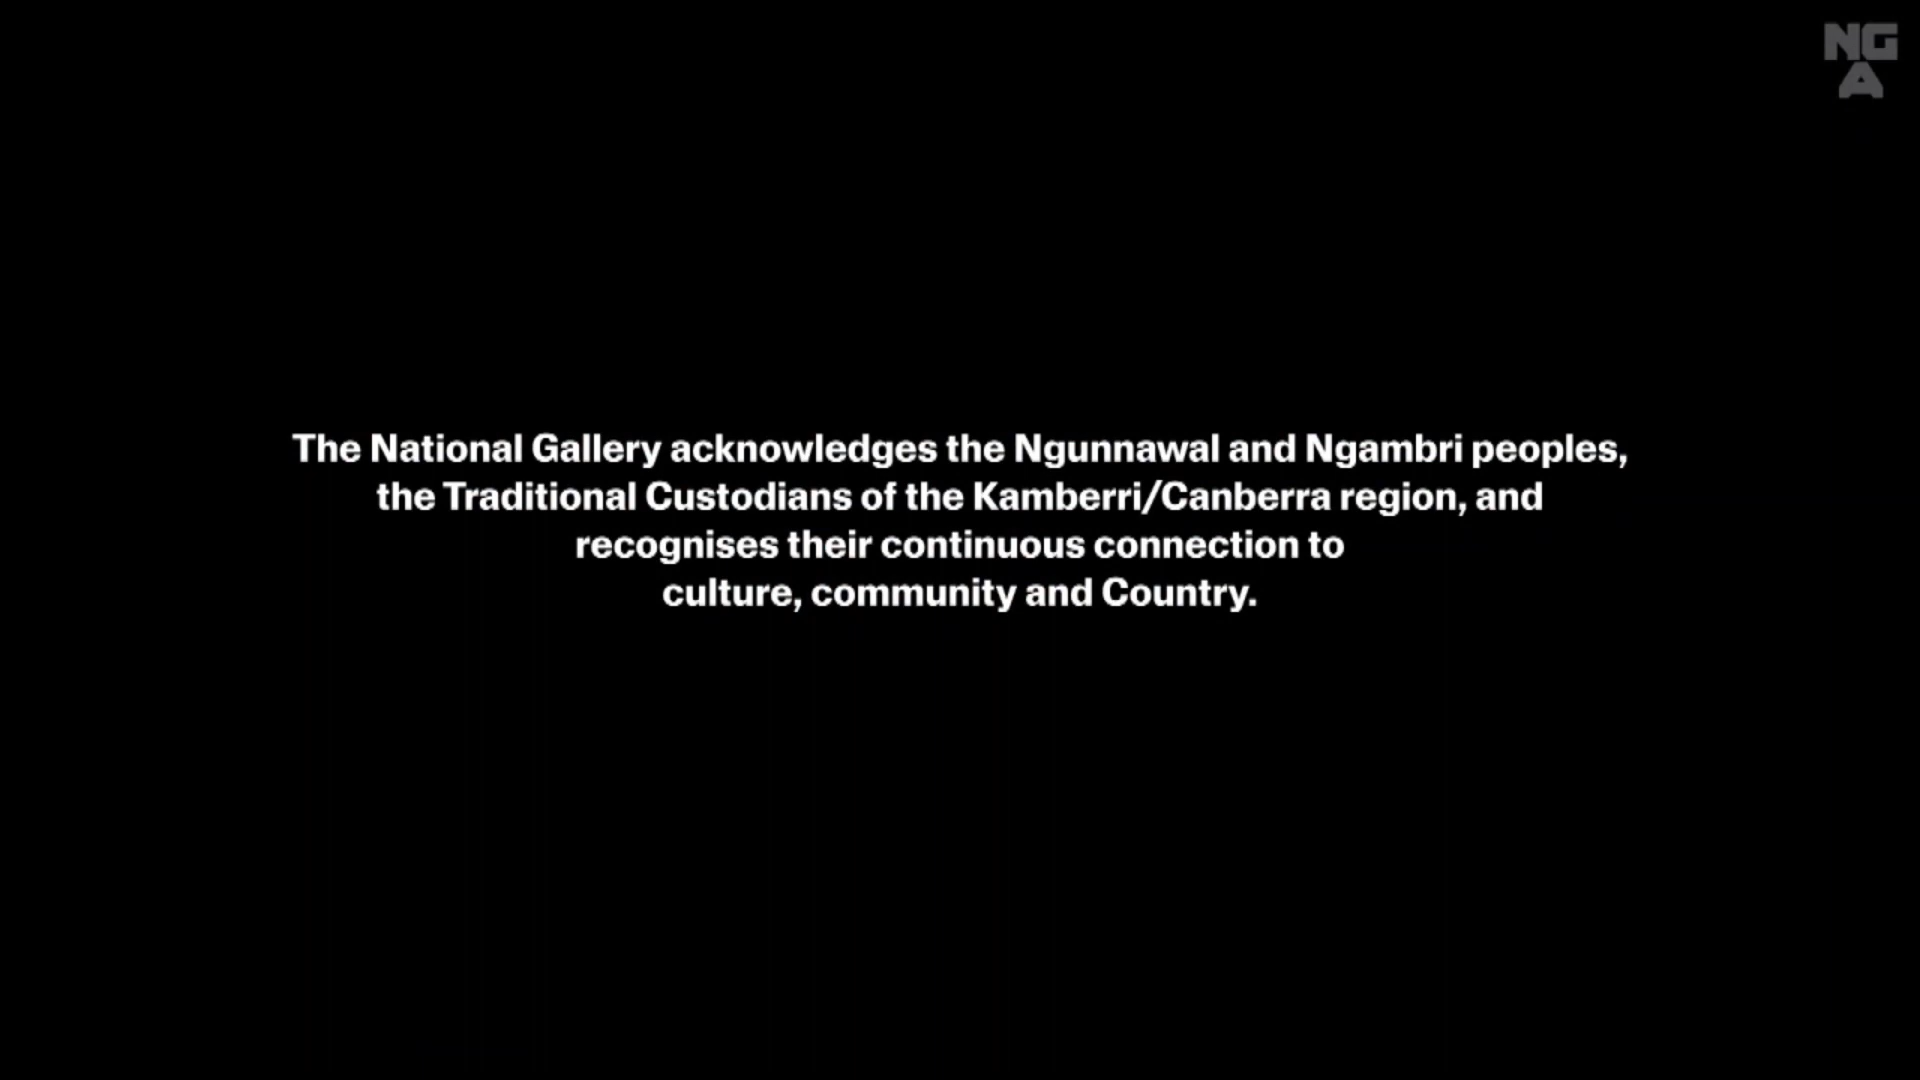 NG
A
The National Gallery acknowledges the Ngunnawal and Ngambri peoples,
the Traditional Custodians of the Kamberri/Canberra region, and
recognises their continuous connection to
culture, community and Country.